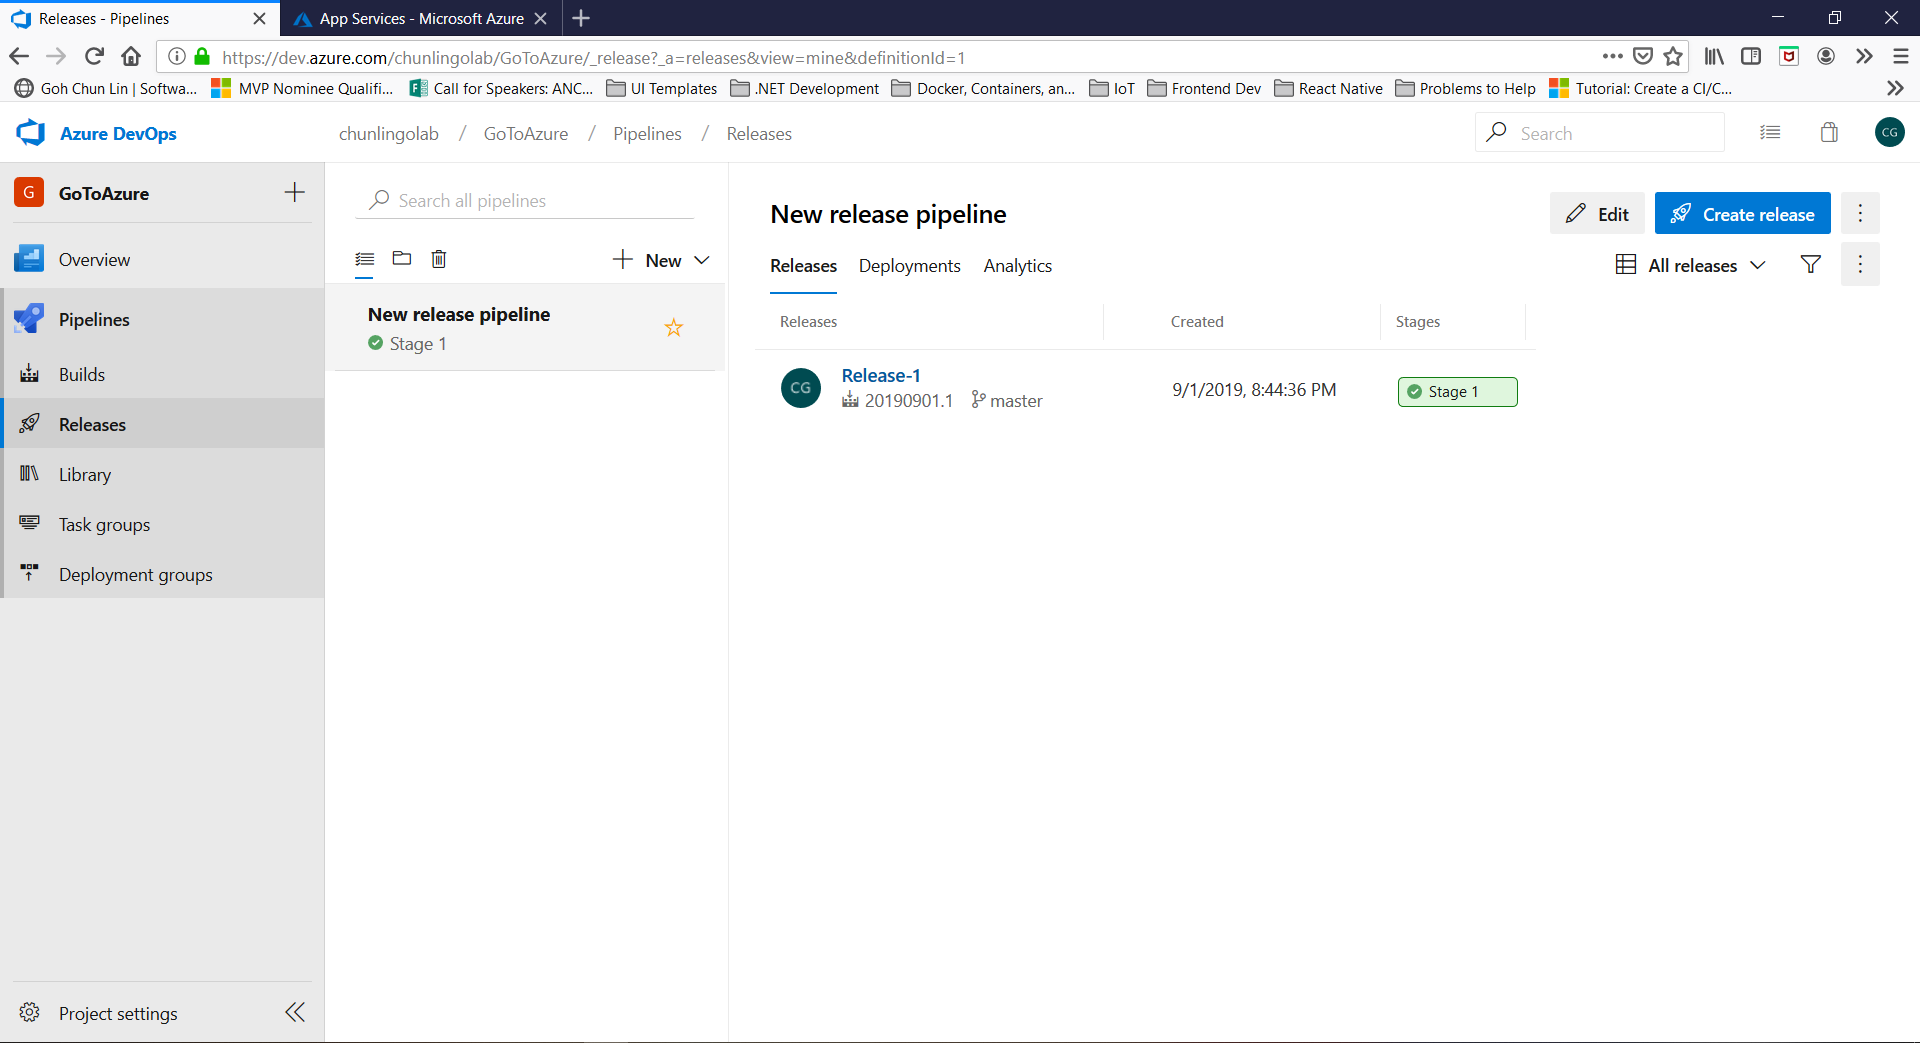 Releases - Pipelines
App Services - Microsoft Azure
https://dev.azure.com/chunlingolab/GoToAzure/_release?_a=releases&view=mine&definitionId=1
Goh Chun Lin | Softwa...
MVP Nominee Qualifi...
Call for Speakers: ANC...
UI Templates
.NET Development
Docker, Containers, an...
IoT
Frontend Dev
React Native
Problems to Help
Tutorial: Create a CI/C...
Azure DevOps
chunlingolab / GoToAzure / Pipelines / Releases
Search
CG
G GoToAzure
Overview
Pipelines
Builds
Releases
Library
Task groups
Deployment groups
Project settings
Search all pipelines
New
New release pipeline
Stage 1
New release pipeline
Edit
Create release
Releases Deployments Analytics
All releases
Releases Created Stages
CG
Release-1
20190901.1 master
9/1/2019, 8:44:36 PM
Stage 1